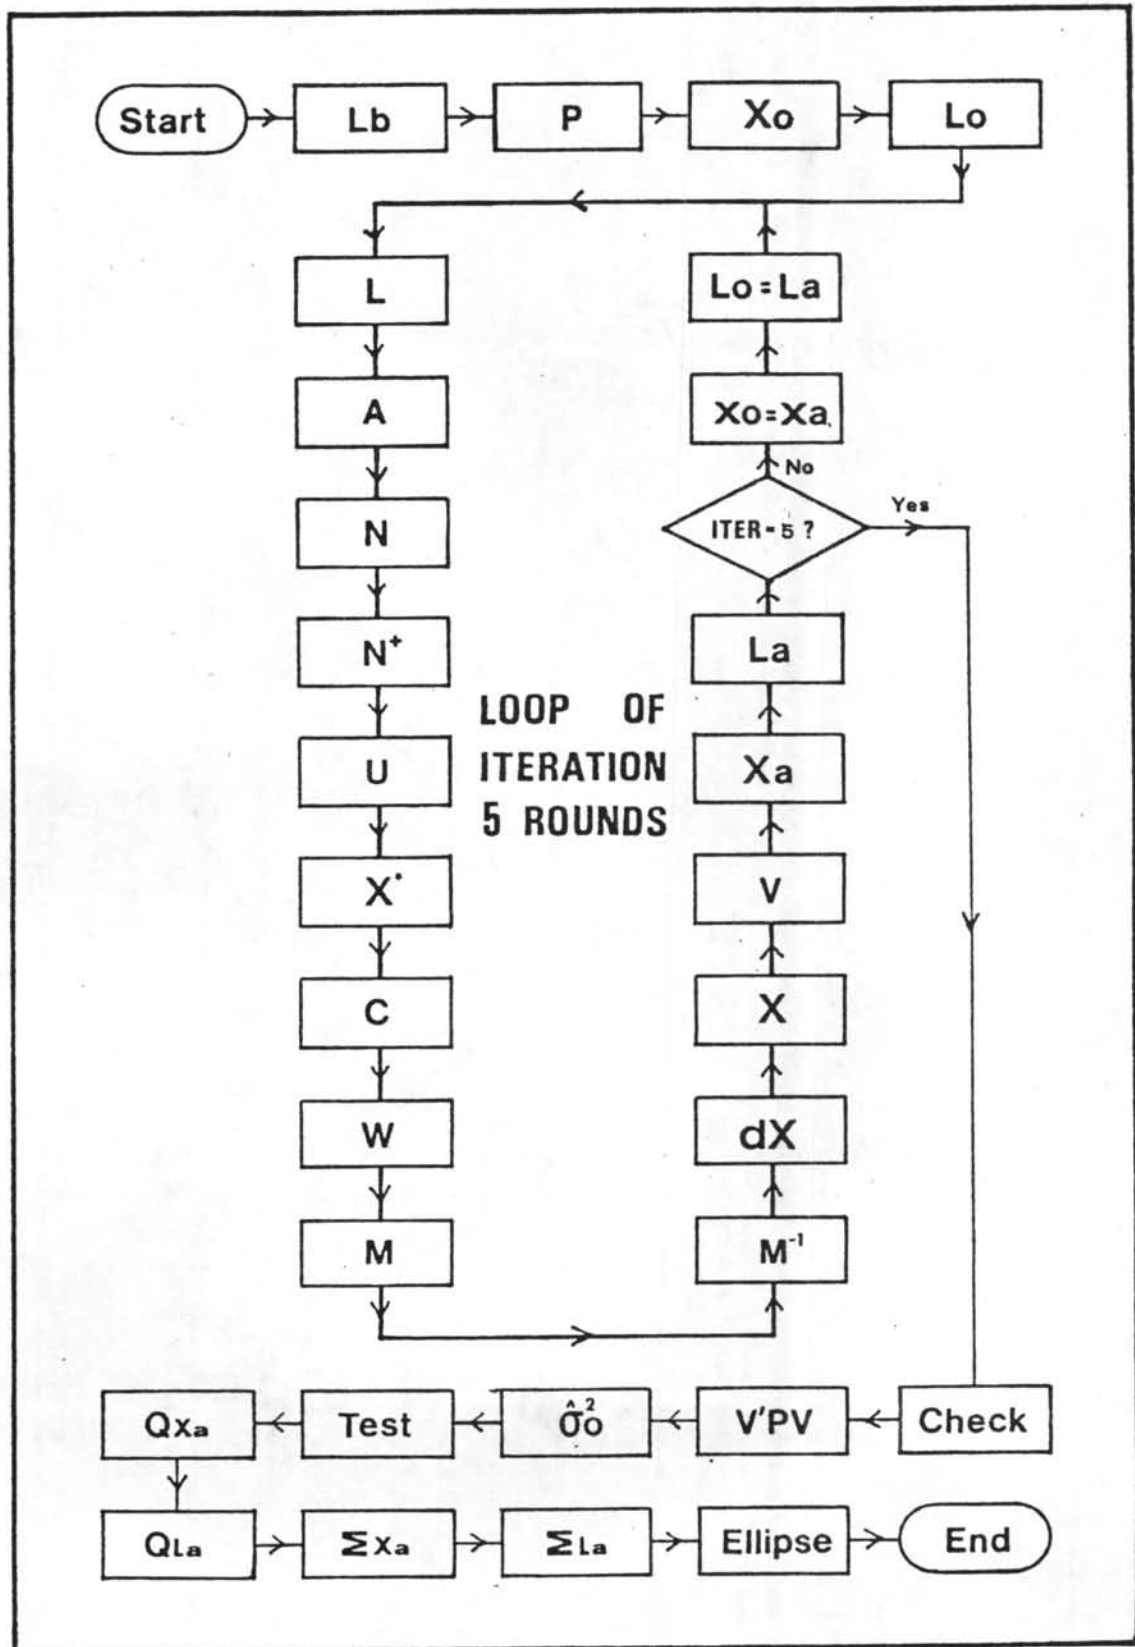 Start
Lb
P
Xo
Lo
L
A
N
N⁺
U
X*
C
W
M
LOOP OF
ITERATION
5 ROUNDS
M⁻¹
dX
X
V
Xa
La
ITER = 5 ?
No
Yes
Xo = Xa
Lo = La
Check
V'PV
σ̂o²
Test
Qxa
QLa
Σxa
ΣLa
Ellipse
End